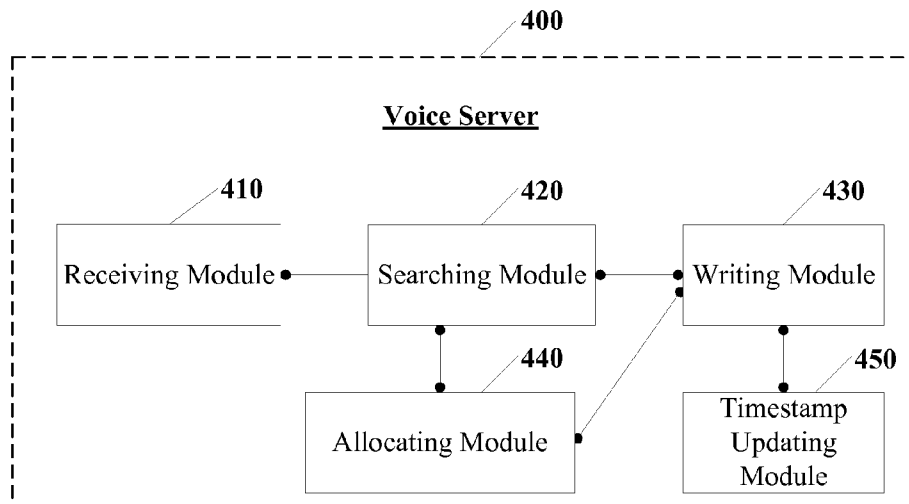 400
Voice Server
410
420
430
Receiving Module
Searching Module
Writing Module
440
450
Allocating Module
Timestamp
Updating
Module